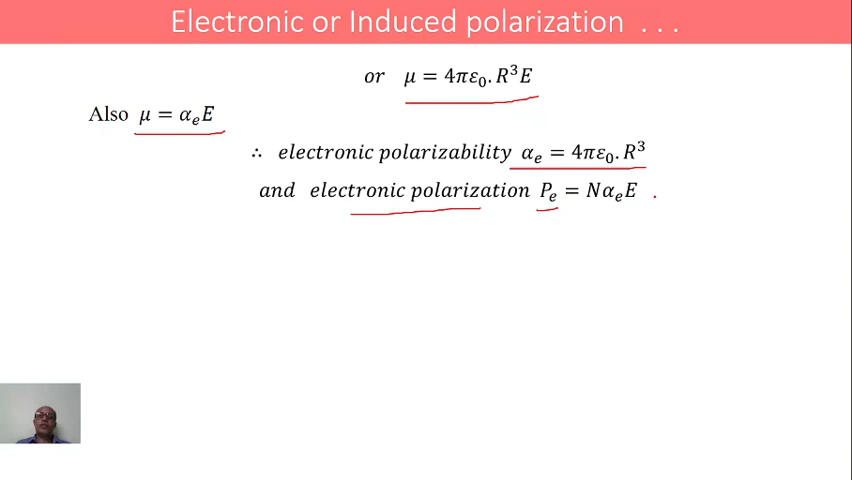 Electronic or Induced polarization . . .
or μ = 4πε₀.R³E
Also μ = αₑE
∴ electronic polarizability αₑ = 4πε₀.R³
and electronic polarization Pₑ = NαₑE .